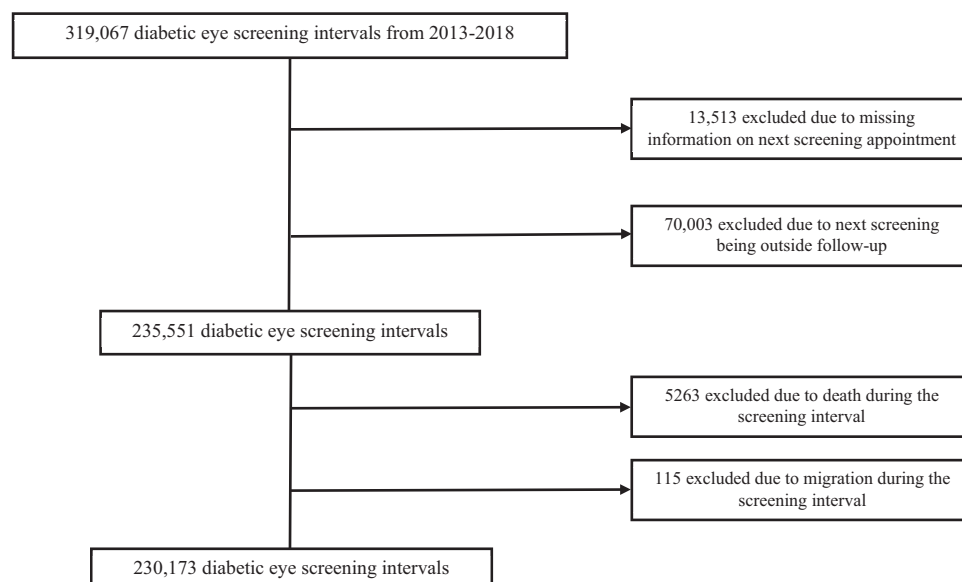 319,067 diabetic eye screening intervals from 2013-2018
13,513 excluded due to missing
information on next screening appointment
70,003 excluded due to next screening
being outside follow-up
235,551 diabetic eye screening intervals
5263 excluded due to death during the
screening interval
115 excluded due to migration during the
screening interval
230,173 diabetic eye screening intervals